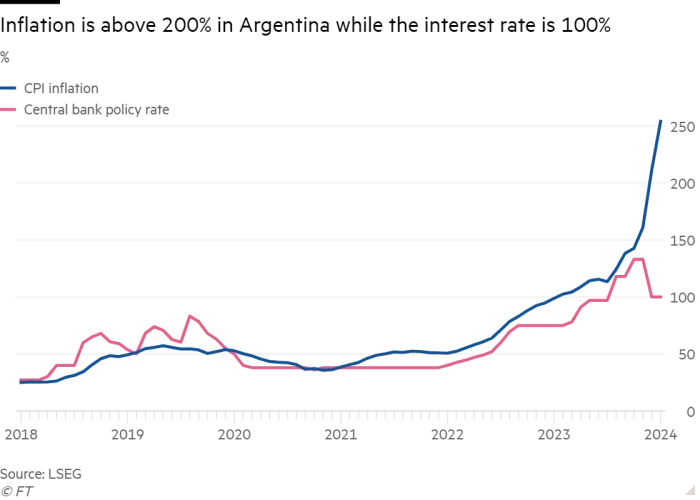 Inflation is above 200% in Argentina while the interest rate is 100%
%
CPI inflation
Central bank policy rate
250
200
150
100
50
0
2018 2019 2020 2021 2022 2023 2024
Source: LSEG
© FT